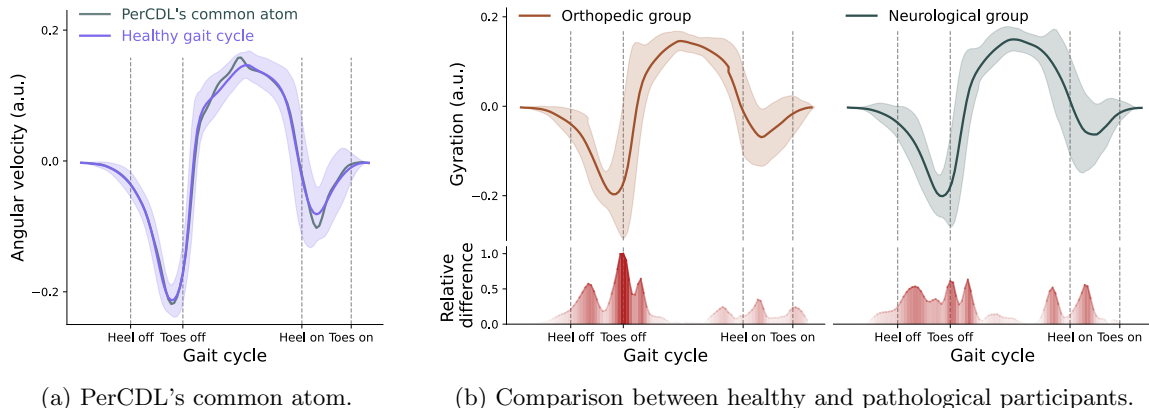 PerCDL's common atom
Healthy gait cycle
0.1
0.0
−0.2
Angular velocity (a.u.)
Heel off Toes off Heel on Toes on
Gait cycle
(a) PerCDL's common atom.
Orthopedic group
Neurological group
0.2
0.0
−0.2
Gyration (a.u.)
1.0
0.5
0.0
Relative
difference
Heel off Toes off Heel on Toes on
Gait cycle
Heel off Toes off Heel on Toes on
Gait cycle
(b) Comparison between healthy and pathological participants.